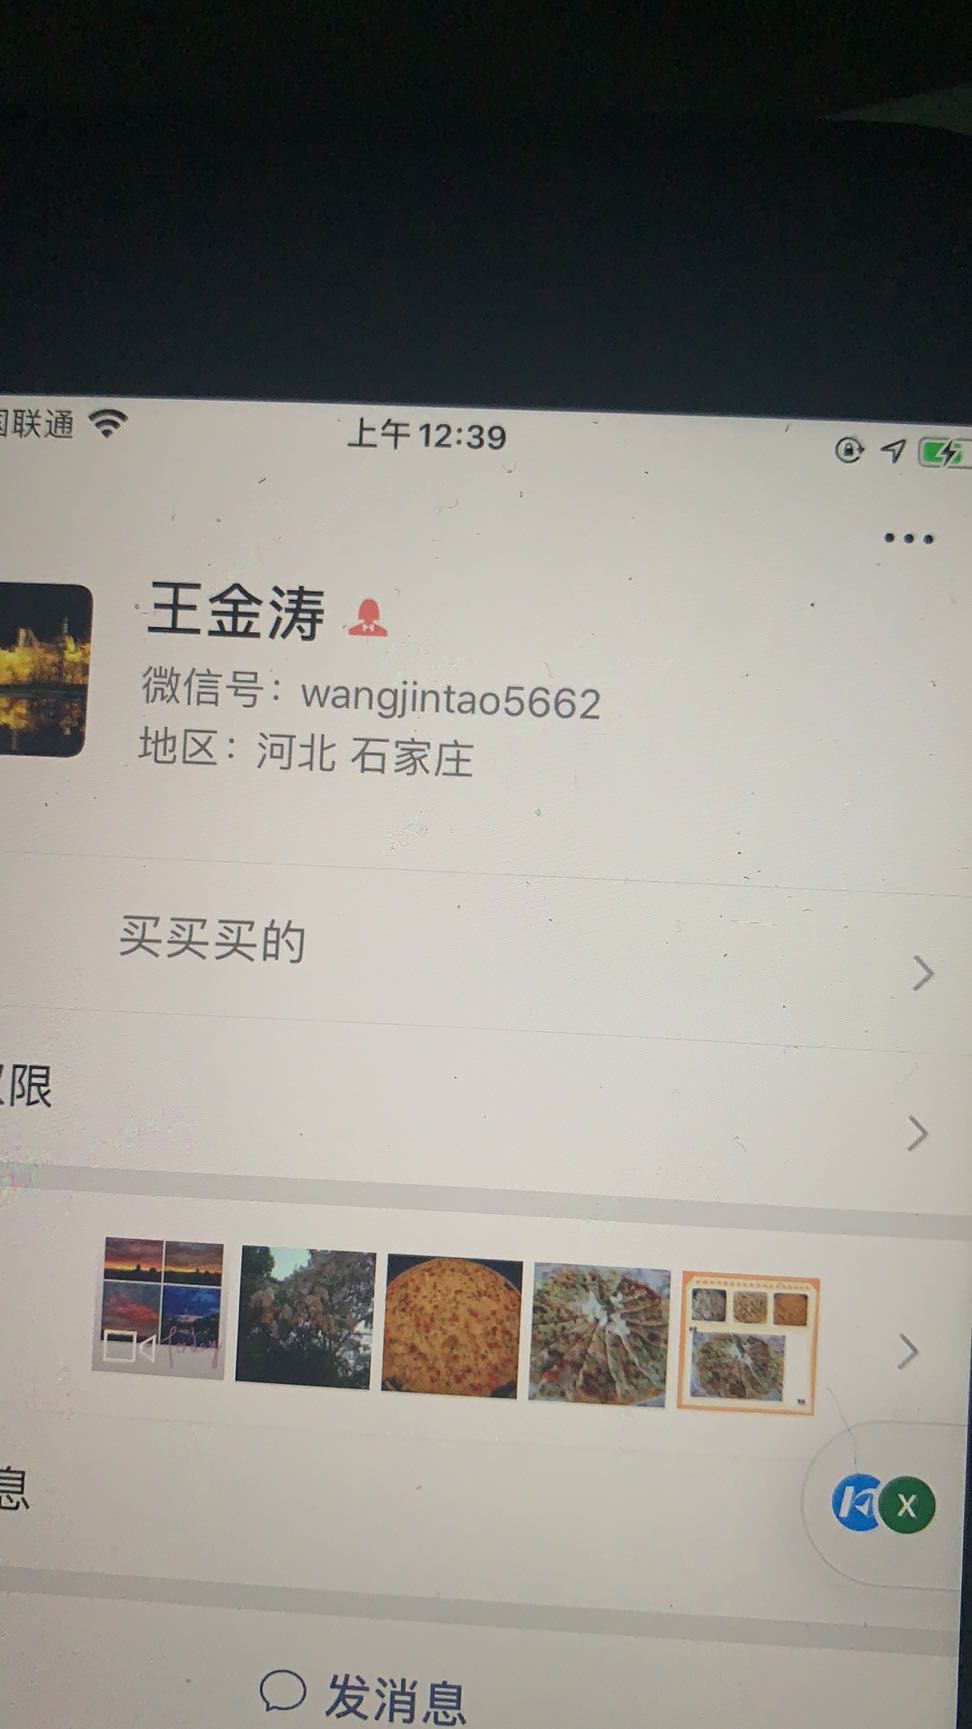 国联通 上午12:39
王金涛
微信号：wangjintao5662
地区：河北 石家庄
买买买的
限
Today
息
X
发消息